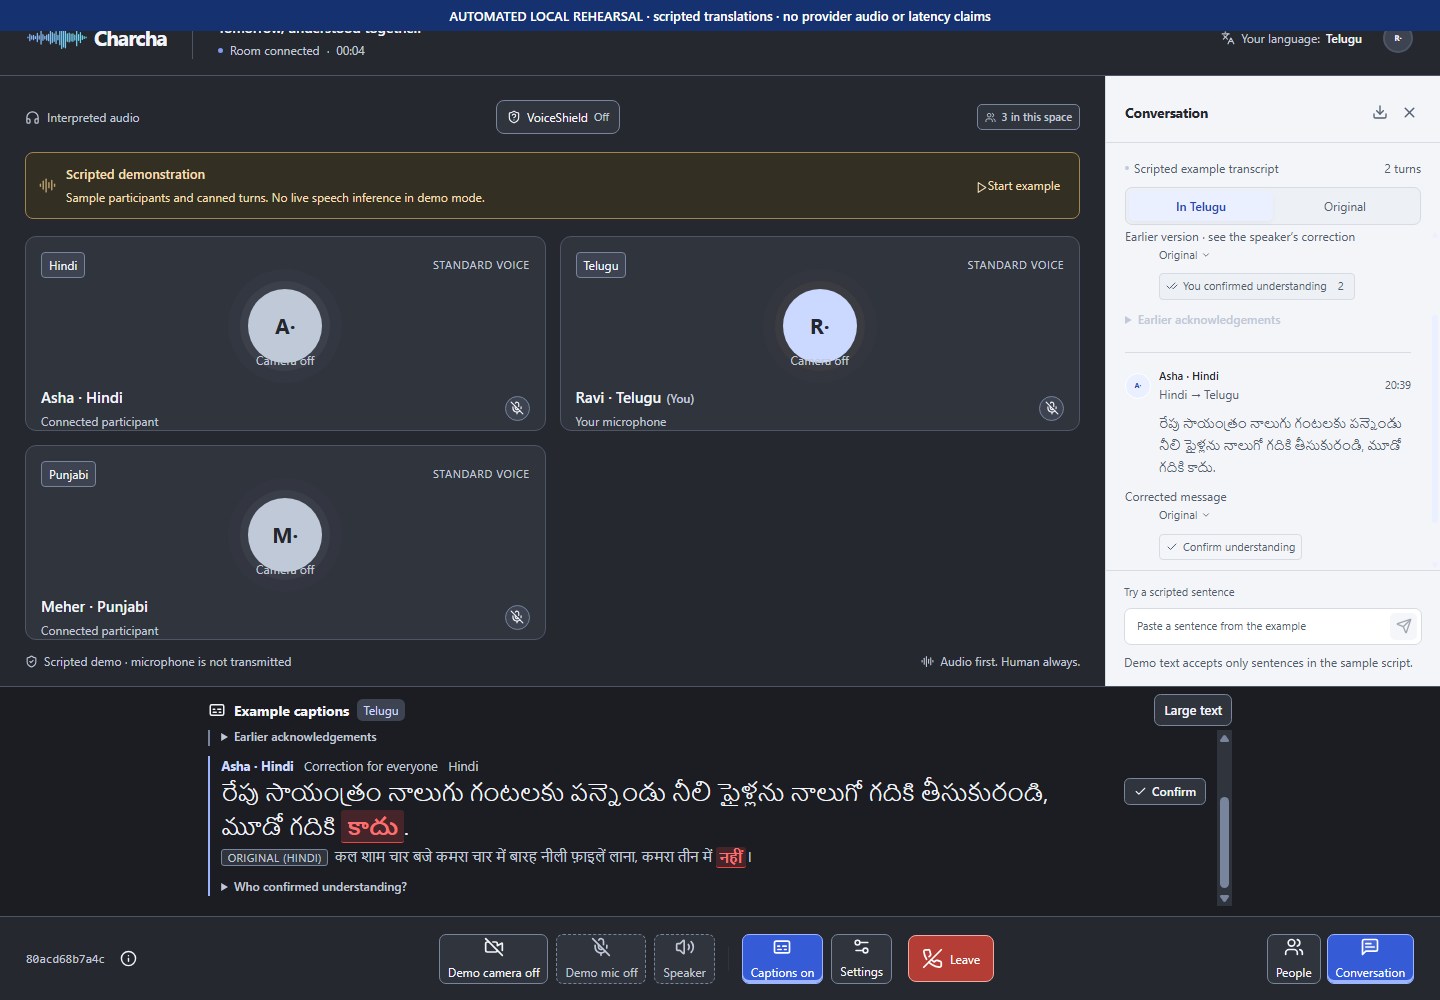 AUTOMATED LOCAL REHEARSAL · scripted translations · no provider audio or latency claims
Charcha
Room connected · 00:04
Your language: Telugu
R·
Interpreted audio
VoiceShield Off
3 in this space
Scripted demonstration
Sample participants and canned turns. No live speech inference in demo mode.
Start example
Hindi
STANDARD VOICE
A·
Camera off
Asha · Hindi
Connected participant
Telugu
STANDARD VOICE
R·
Camera off
Ravi · Telugu (You)
Your microphone
Punjabi
STANDARD VOICE
M·
Camera off
Meher · Punjabi
Connected participant
Scripted demo · microphone is not transmitted
Audio first. Human always.
Conversation
Scripted example transcript
2 turns
In Telugu
Original
Earlier version · see the speaker's correction
Original
You confirmed understanding 2
Earlier acknowledgements
A·
Asha · Hindi
Hindi → Telugu
20:39
రేపు సాయంత్రం నాలుగు గంటలకు పన్నెండు
నీలి ఫైళ్లను నాలుగో గదికి తీసుకురండి, మూడో
గదికి కాదు.
Corrected message
Original
Confirm understanding
Try a scripted sentence
Paste a sentence from the example
Demo text accepts only sentences in the sample script.
Example captions Telugu
Large text
Earlier acknowledgements
Asha · Hindi Correction for everyone Hindi
రేపు సాయంత్రం నాలుగు గంటలకు పన్నెండు నీలి ఫైళ్లను నాలుగో గదికి తీసుకురండి,
మూడో గదికి కాదు.
Confirm
ORIGINAL (HINDI) कल शाम चार बजे कमरा चार में बारह नीली फ़ाइलें लाना, कमरा तीन में नहीं।
Who confirmed understanding?
80acd68b7a4c
Demo camera off
Demo mic off
Speaker
Captions on
Settings
Leave
People
Conversation